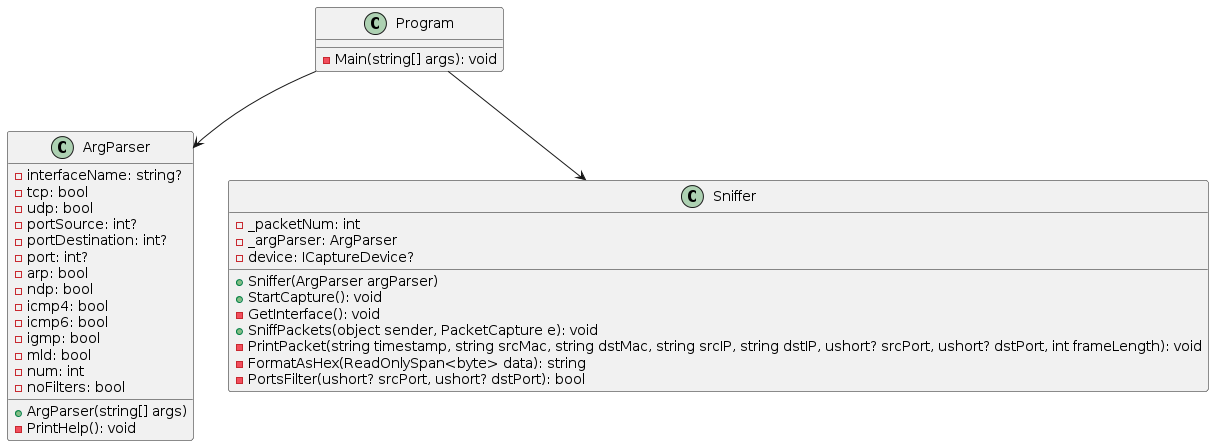 C Program
Main(string[] args): void
C ArgParser
interfaceName: string?
tcp: bool
udp: bool
portSource: int?
portDestination: int?
port: int?
arp: bool
ndp: bool
icmp4: bool
icmp6: bool
igmp: bool
mld: bool
num: int
noFilters: bool
ArgParser(string[] args)
PrintHelp(): void
C Sniffer
_packetNum: int
_argParser: ArgParser
device: ICaptureDevice?
Sniffer(ArgParser argParser)
StartCapture(): void
GetInterface(): void
SniffPackets(object sender, PacketCapture e): void
PrintPacket(string timestamp, string srcMac, string dstMac, string srcIP, string dstIP, ushort? srcPort, ushort? dstPort, int frameLength): void
FormatAsHex(ReadOnlySpan<byte> data): string
PortsFilter(ushort? srcPort, ushort? dstPort): bool